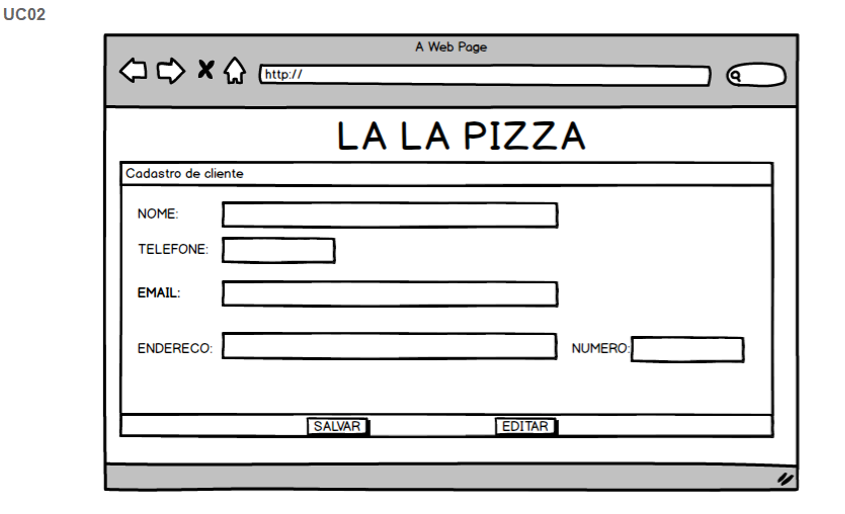 UC02
A Web Page
http://
LA LA PIZZA
Cadastro de cliente
NOME:
TELEFONE:
EMAIL:
ENDERECO:
NUMERO:
SALVAR
EDITAR